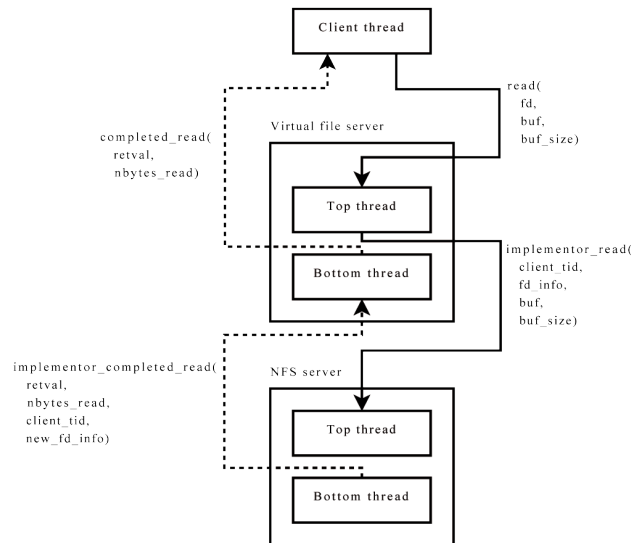 Client thread
read(
fd,
buf,
buf_size)
completed_read(
retval,
nbytes_read)
Virtual file server
Top thread
Bottom thread
implementor_read(
client_tid,
fd_info,
buf,
buf_size)
implementor_completed_read(
retval,
nbytes_read,
client_tid,
new_fd_info)
NFS server
Top thread
Bottom thread